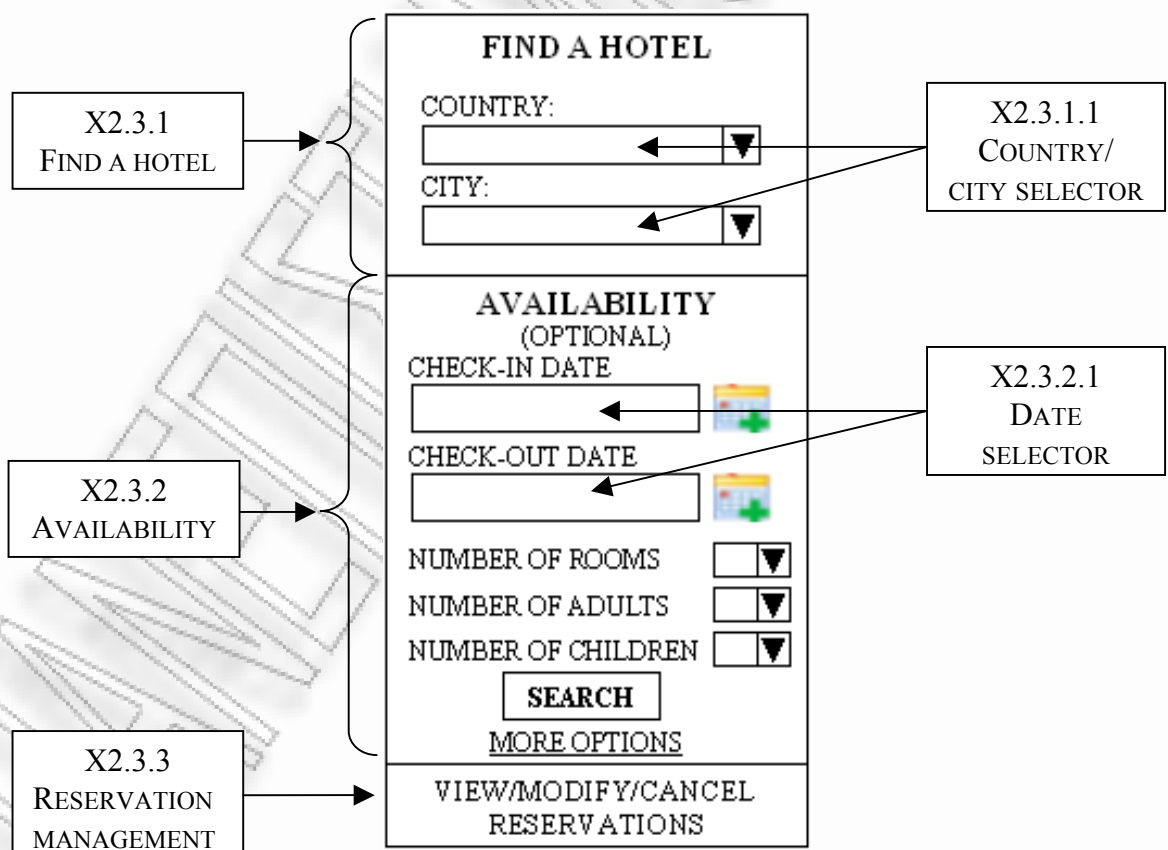 FIND A HOTEL
COUNTRY:
CITY:
X2.3.1
FIND A HOTEL
X2.3.1.1
COUNTRY/
CITY SELECTOR
AVAILABILITY
(OPTIONAL)
CHECK-IN DATE
CHECK-OUT DATE
NUMBER OF ROOMS
NUMBER OF ADULTS
NUMBER OF CHILDREN
SEARCH
MORE OPTIONS
X2.3.2
AVAILABILITY
X2.3.2.1
DATE
SELECTOR
X2.3.3
RESERVATION
MANAGEMENT
VIEW/MODIFY/CANCEL
RESERVATIONS